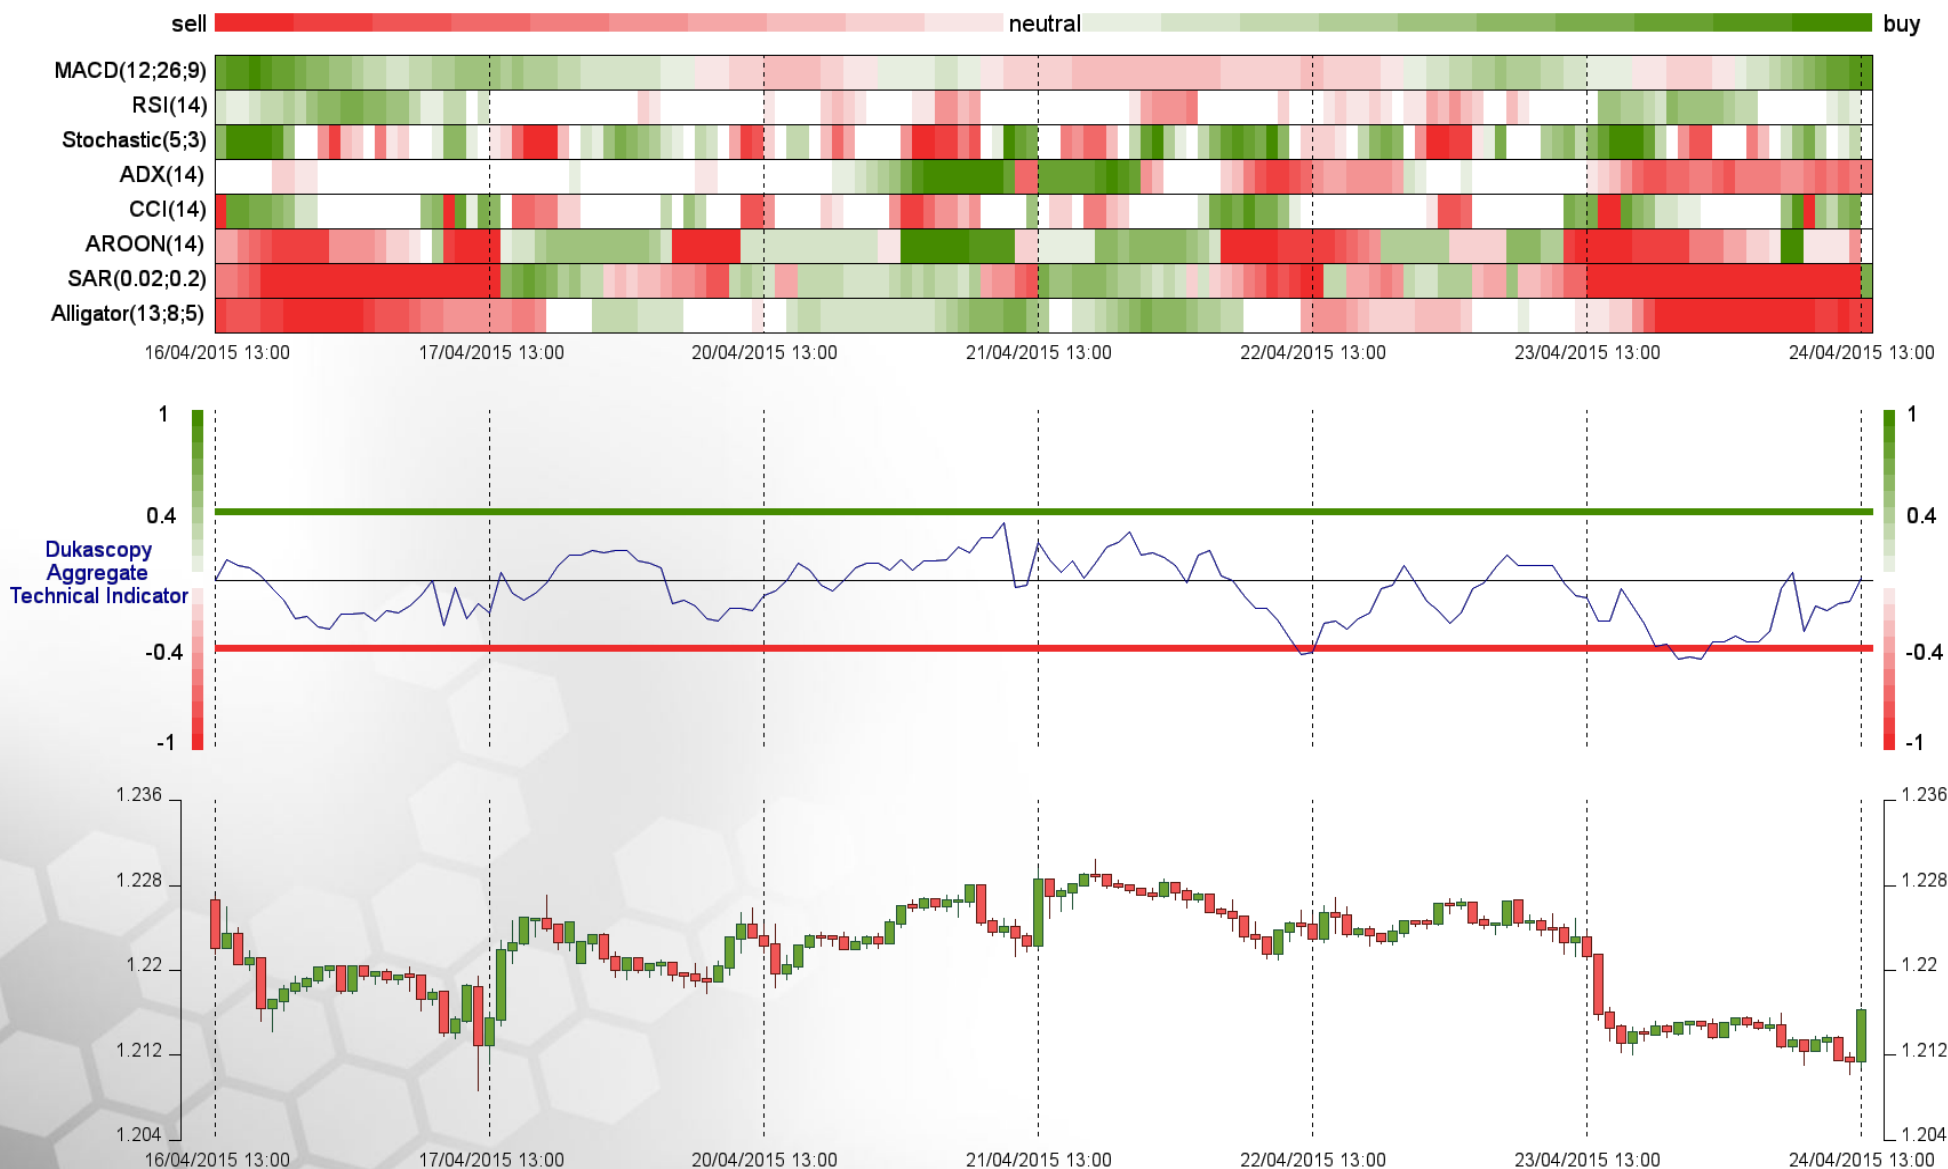 sell neutral buy
MACD(12;26;9)
RSI(14)
Stochastic(5;3)
ADX(14)
CCI(14)
AROON(14)
SAR(0.02;0.2)
Alligator(13;8;5)
16/04/2015 13:00 17/04/2015 13:00 20/04/2015 13:00 21/04/2015 13:00 22/04/2015 13:00 23/04/2015 13:00 24/04/2015 13:00
1 1
0.4 0.4
Dukascopy
Aggregate
Technical Indicator
-0.4 -0.4
-1 -1
1.236 1.236
1.228 1.228
1.22 1.22
1.212 1.212
1.204 1.204
16/04/2015 13:00 17/04/2015 13:00 20/04/2015 13:00 21/04/2015 13:00 22/04/2015 13:00 23/04/2015 13:00 24/04/2015 13:00